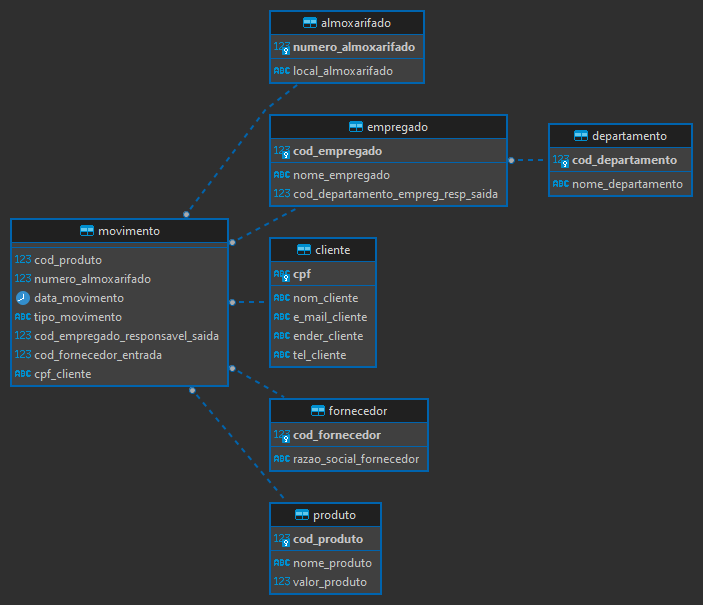 almoxarifado
123 numero_almoxarifado
ABC local_almoxarifado
empregado
123 cod_empregado
ABC nome_empregado
123 cod_departamento_empreg_resp_saida
departamento
123 cod_departamento
ABC nome_departamento
movimento
123 cod_produto
123 numero_almoxarifado
data_movimento
ABC tipo_movimento
123 cod_empregado_responsavel_saida
123 cod_fornecedor_entrada
ABC cpf_cliente
cliente
ABC cpf
ABC nom_cliente
ABC e_mail_cliente
ABC ender_cliente
ABC tel_cliente
fornecedor
123 cod_fornecedor
ABC razao_social_fornecedor
produto
123 cod_produto
ABC nome_produto
123 valor_produto